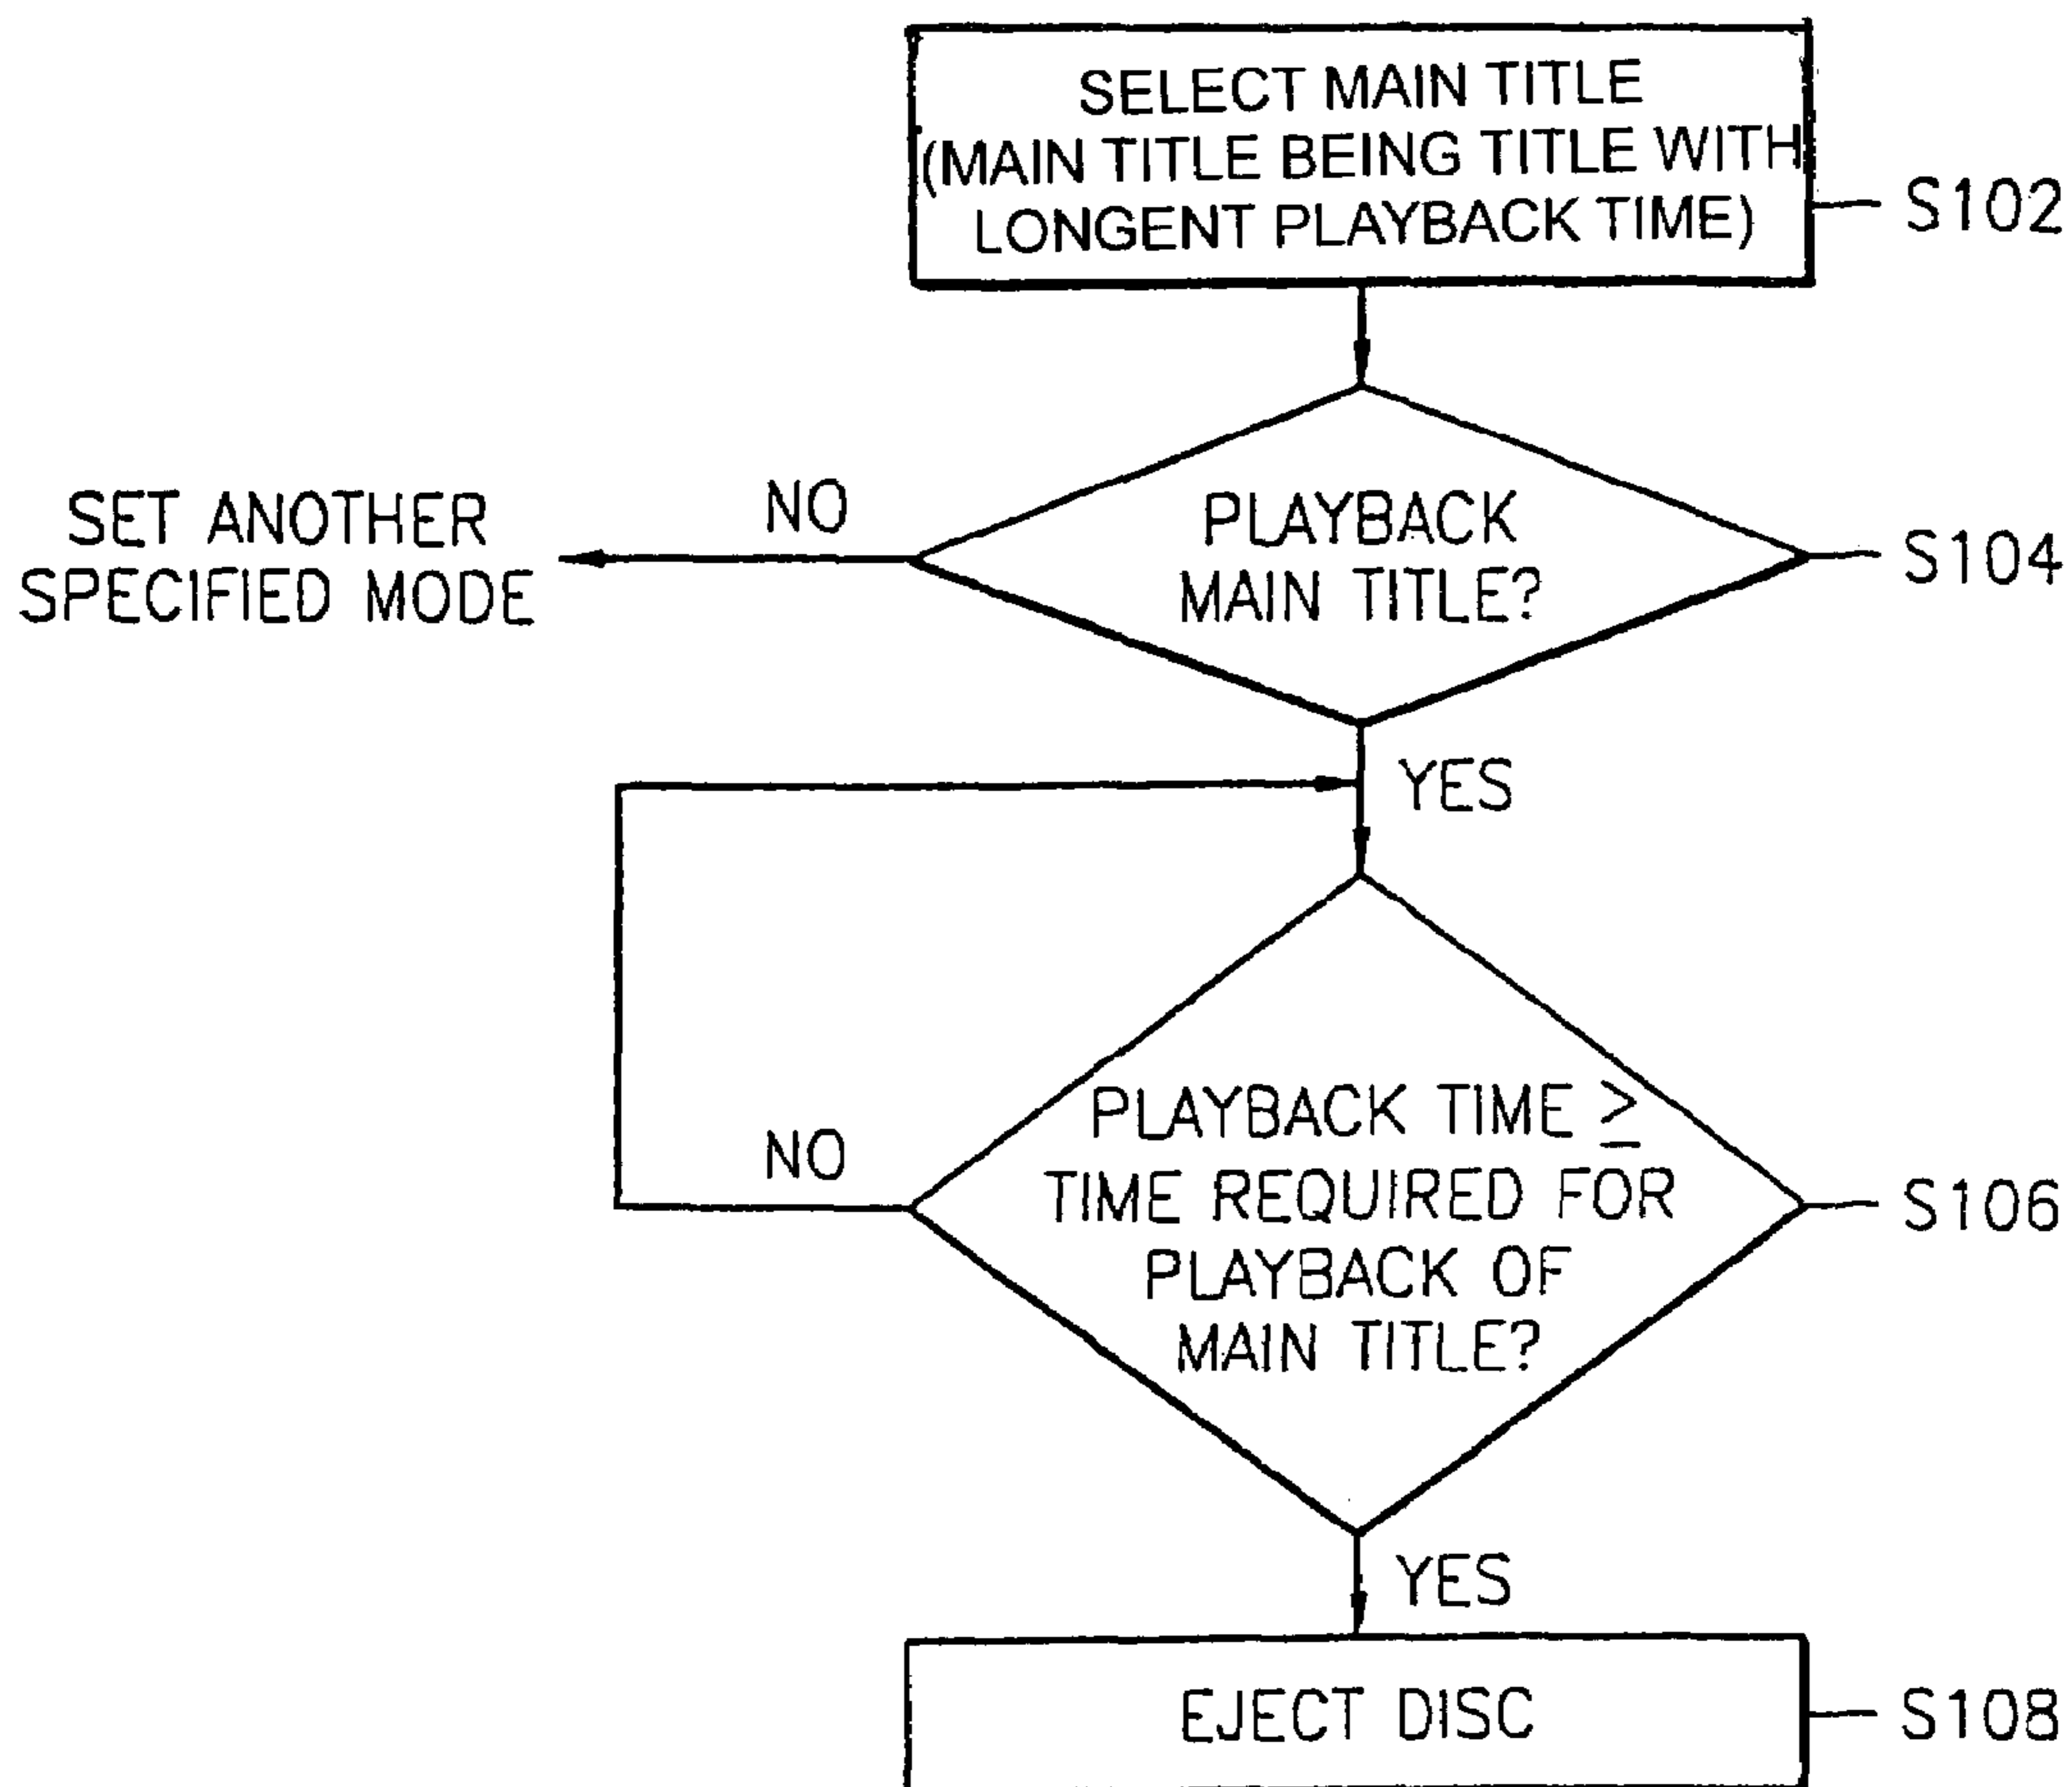 SELECT MAIN TITLE
(MAIN TITLE BEING TITLE WITH
LONGENT PLAYBACK TIME)
S102
PLAYBACK
MAIN TITLE?
S104
NO
SET ANOTHER
SPECIFIED MODE
YES
PLAYBACK TIME ≥
TIME REQUIRED FOR
PLAYBACK OF
MAIN TITLE?
S106
NO
YES
EJECT DISC
S108